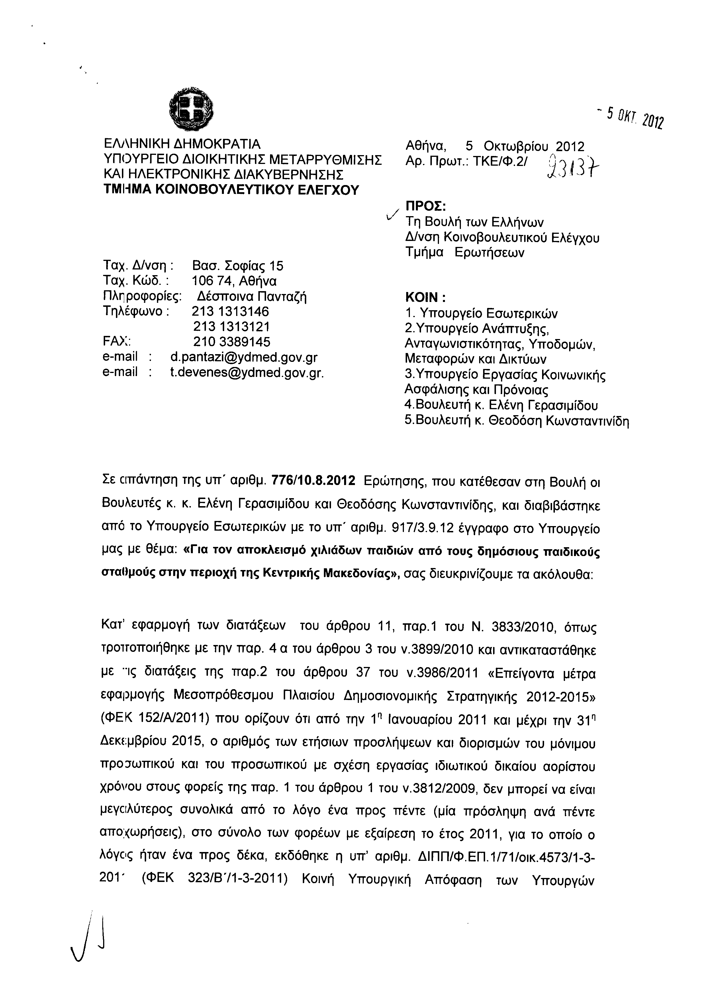 - 5 ΟΚΤ. 2012
ΕΛΛΗΝΙΚΗ ΔΗΜΟΚΡΑΤΙΑ
ΥΠΟΥΡΓΕΙΟ ΔΙΟΙΚΗΤΙΚΗΣ ΜΕΤΑΡΡΥΘΜΙΣΗΣ
ΚΑΙ ΗΛΕΚΤΡΟΝΙΚΗΣ ΔΙΑΚΥΒΕΡΝΗΣΗΣ
ΤΜΗΜΑ ΚΟΙΝΟΒΟΥΛΕΥΤΙΚΟΥ ΕΛΕΓΧΟΥ
Αθήνα, 5 Οκτωβρίου 2012
Αρ. Πρωτ.: ΤΚΕ/Φ.2/ 23137
ΠΡΟΣ:
Τη Βουλή των Ελλήνων
Δ/νση Κοινοβουλευτικού Ελέγχου
Τμήμα Ερωτήσεων
Ταχ. Δ/νση : Βασ. Σοφίας 15
Ταχ. Κώδ. : 106 74, Αθήνα
Πληροφορίες: Δέσποινα Πανταζή
Τηλέφωνο : 213 1313146
213 1313121
FAX: 210 3389145
e-mail : d.pantazi@ydmed.gov.gr
e-mail : t.devenes@ydmed.gov.gr.
ΚΟΙΝ :
1. Υπουργείο Εσωτερικών
2.Υπουργείο Ανάπτυξης,
Ανταγωνιστικότητας, Υποδομών,
Μεταφορών και Δικτύων
3.Υπουργείο Εργασίας Κοινωνικής
Ασφάλισης και Πρόνοιας
4.Βουλευτή κ. Ελένη Γερασιμίδου
5.Βουλευτή κ. Θεοδόση Κωνσταντινίδη
Σε απάντηση της υπ΄ αριθμ. 776/10.8.2012 Ερώτησης, που κατέθεσαν στη Βουλή οι
Βουλευτές κ. κ. Ελένη Γερασιμίδου και Θεοδόσης Κωνσταντινίδης, και διαβιβάστηκε
από το Υπουργείο Εσωτερικών με το υπ΄ αριθμ. 917/3.9.12 έγγραφο στο Υπουργείο
μας με θέμα: «Για τον αποκλεισμό χιλιάδων παιδιών από τους δημόσιους παιδικούς
σταθμούς στην περιοχή της Κεντρικής Μακεδονίας», σας διευκρινίζουμε τα ακόλουθα:
Κατ’ εφαρμογή των διατάξεων του άρθρου 11, παρ.1 του Ν. 3833/2010, όπως
τροποποιήθηκε με την παρ. 4 α του άρθρου 3 του ν.3899/2010 και αντικαταστάθηκε
με τις διατάξεις της παρ.2 του άρθρου 37 του ν.3986/2011 «Επείγοντα μέτρα
εφαρμογής Μεσοπρόθεσμου Πλαισίου Δημοσιονομικής Στρατηγικής 2012-2015»
(ΦΕΚ 152/Α/2011) που ορίζουν ότι από την 1η Ιανουαρίου 2011 και μέχρι την 31η
Δεκεμβρίου 2015, ο αριθμός των ετήσιων προσλήψεων και διορισμών του μόνιμου
προσωπικού και του προσωπικού με σχέση εργασίας ιδιωτικού δικαίου αορίστου
χρόνου στους φορείς της παρ. 1 του άρθρου 1 του ν.3812/2009, δεν μπορεί να είναι
μεγαλύτερος συνολικά από το λόγο ένα προς πέντε (μία πρόσληψη ανά πέντε
αποχωρήσεις), στο σύνολο των φορέων με εξαίρεση το έτος 2011, για το οποίο ο
λόγος ήταν ένα προς δέκα, εκδόθηκε η υπ’ αριθμ. ΔΙΠΠ/Φ.ΕΠ.1/71/οικ.4573/1-3-
2011 (ΦΕΚ 323/Β΄/1-3-2011) Κοινή Υπουργική Απόφαση των Υπουργών